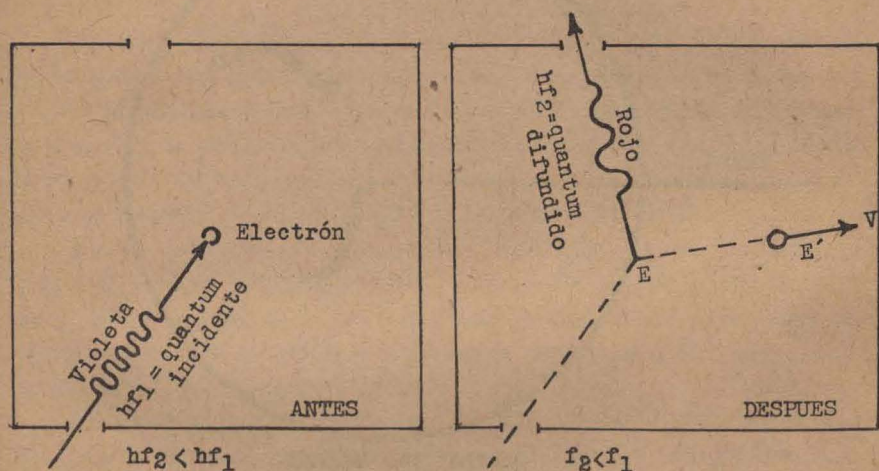 Electrón
Violeta
hf1 = quantum
incidente
ANTES
hf2 < hf1
hf2=quantum
difundido
Rojo
E
E'
V
DESPUES
f2<f1